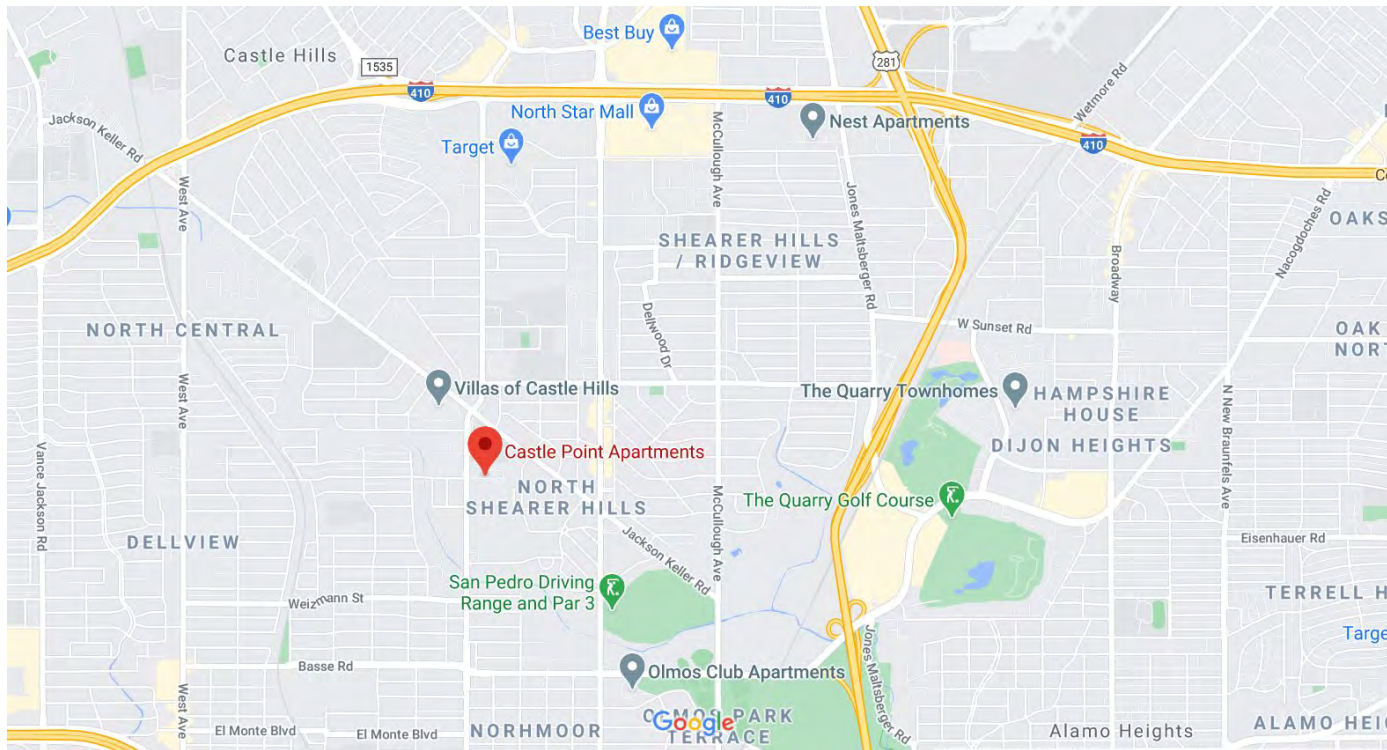 Best Buy
281
Castle Hills
1535
410
410
North Star Mall
Wetmore Rd
Nest Apartments
Jackson Keller Rd
Target
410
McCullough Ave
West Ave
Jones Maltsberger Rd
Nacogdoches Rd
OAKS
SHEARER HILLS
/ RIDGEVIEW
Broadway
NORTH CENTRAL
Dellwood Dr
W Sunset Rd
OAK
NORT
West Ave
Villas of Castle Hills
The Quarry Townhomes
HAMPSHIRE
HOUSE
N New Braunfels Ave
Castle Point Apartments
DIJON HEIGHTS
Vance Jackson Rd
NORTH
SHEARER HILLS
McCullough Ave
The Quarry Golf Course
DELLVIEW
Jackson Keller Rd
Eisenhauer Rd
San Pedro Driving
Range and Par 3
Weizmann St
TERRELL H
Targe
Jones Maltsberger Rd
Basse Rd
Olmos Club Apartments
West Ave
El Monte Blvd
El Monte Blvd
NORHMOOR
Google
PARK
TERRACE
Alamo Heights
ALAMO HEI